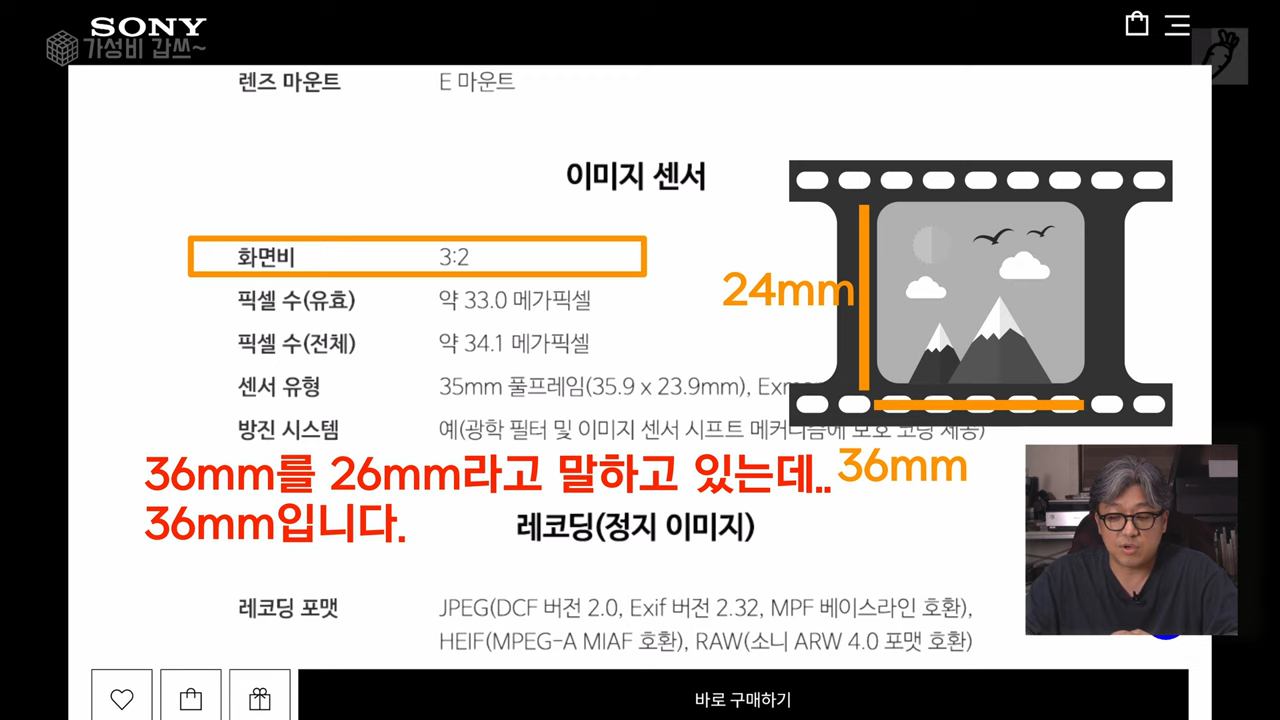 SONY
가성비 갑쓰~
렌즈 마운트 E 마운트
이미지 센서
화면비 3:2
픽셀 수(유효) 약 33.0 메가픽셀
픽셀 수(전체) 약 34.1 메가픽셀
센서 유형 35mm 풀프레임(35.9 x 23.9mm),
방진 시스템 예(광학 필터 및 이미지 센서 시프트 메커니즘에 보호 코팅 제공)
24mm
36mm
36mm를 26mm라고 말하고 있는데..
36mm입니다.
레코딩(정지 이미지)
레코딩 포맷 JPEG(DCF 버전 2.0, Exif 버전 2.32, MPF 베이스라인 호환),
HEIF(MPEG-A MIAF 호환), RAW(소니 ARW 4.0 포맷 호환)
바로 구매하기